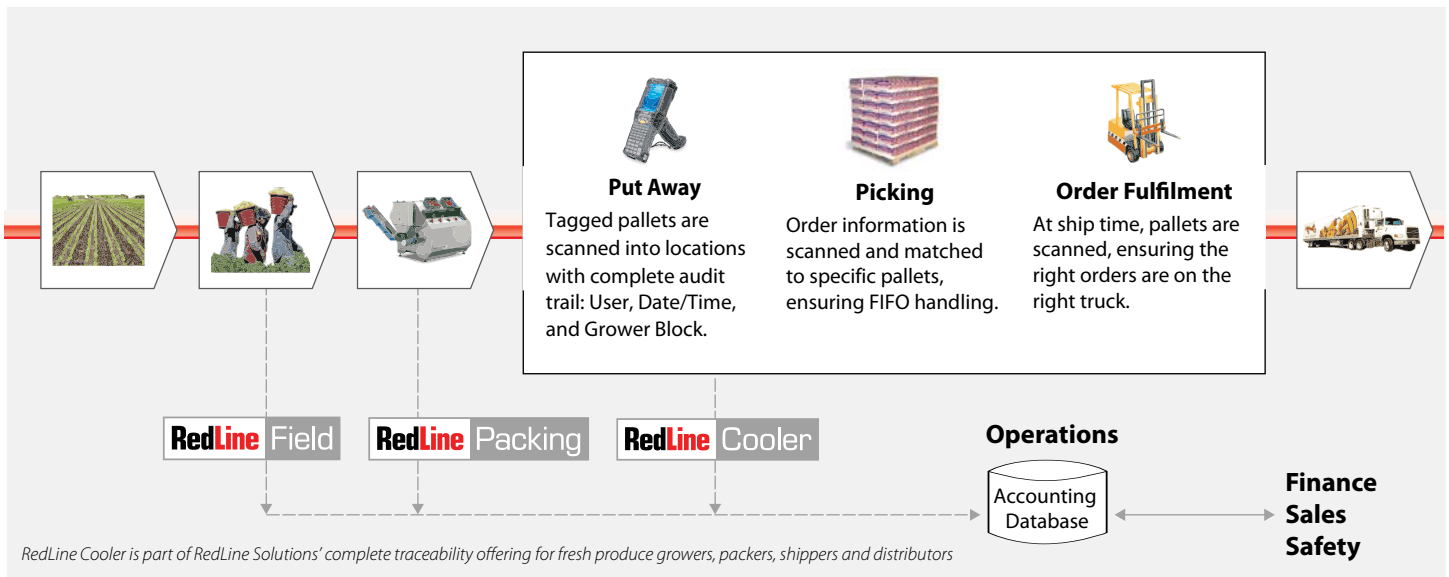 Put Away
Tagged pallets are
scanned into locations
with complete audit
trail: User, Date/Time,
and Grower Block.
Picking
Order information is
scanned and matched
to specific pallets,
ensuring FIFO handling.
Order Fulfilment
At ship time, pallets are
scanned, ensuring the
right orders are on the
right truck.
RedLine Field
RedLine Packing
RedLine Cooler
Operations
Accounting
Database
Finance
Sales
Safety
RedLine Cooler is part of RedLine Solutions' complete traceability offering for fresh produce growers, packers, shippers and distributors